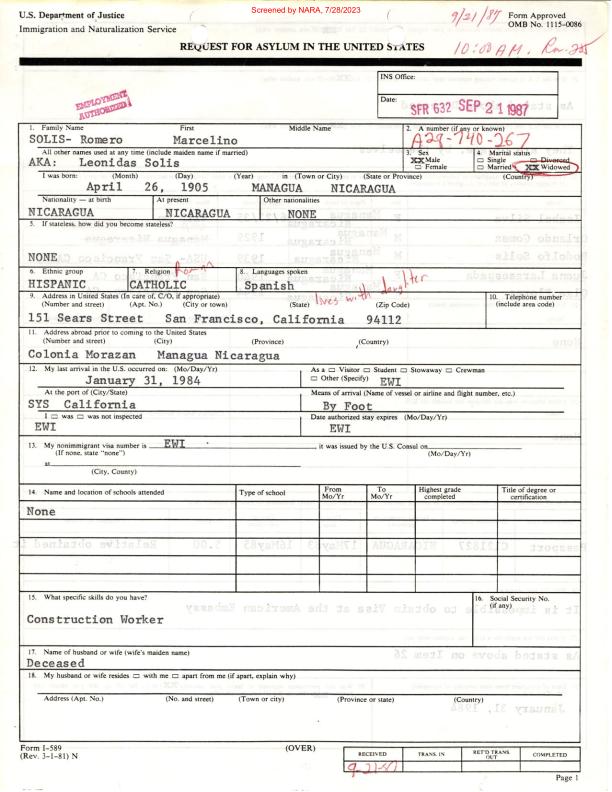 Screened by NARA, 7/28/2023
U.S. Department of Justice
Immigration and Naturalization Service
9/21/87
Form Approved
OMB No. 1115-0086
REQUEST FOR ASYLUM IN THE UNITED STATES
10:00 AM. Rm.
EMPLOYMENT
AUTHORIZED
INS Office:
Date:
SFR 632 SEP 21 1987
1. Family Name First Middle Name
SOLIS- Romero Marcelino
2. A number (if any or known)
A29-740-267
All other names used at any time (include maiden name if married)
AKA: Leonidas Solis
3. Sex
XX Male
Female
4. Marital status
Single Divorced
Married XX Widowed
I was born: (Month) (Day) (Year) in (Town or City) (State or Province) (Country)
April 26, 1905 MANAGUA NICARAGUA
Nationality — at birth At present Other nationalities
NICARAGUA NICARAGUA NONE
5. If stateless, how did you become stateless?
NONE
6. Ethnic group 7. Religion Roman 8. Languages spoken
HISPANIC CATHOLIC Spanish
lives with daughter
9. Address in United States (In care of, C/O, if appropriate)
(Number and street) (Apt. No.) (City or town) (State) (Zip Code)
10. Telephone number
(include area code)
151 Sears Street San Francisco, California 94112
11. Address abroad prior to coming to the United States
(Number and street) (City) (Province) (Country)
Colonia Morazan Managua Nicaragua
12. My last arrival in the U.S. occurred on: (Mo/Day/Yr)
January 31, 1984
As a Visitor Student Stowaway Crewman
Other (Specify) EWI
At the port of (City/State)
SYS California
Means of arrival (Name of vessel or airline and flight number, etc.)
By Foot
I was was not inspected
EWI
Date authorized stay expires (Mo/Day/Yr)
EWI
13. My nonimmigrant visa number is EWI , it was issued by the U.S. Consul on
(If none, state "none") (Mo/Day/Yr)
at
(City, County)
14. Name and location of schools attended Type of school From Mo/Yr To Mo/Yr Highest grade completed Title of degree or certification
None
15. What specific skills do you have?
Construction Worker
16. Social Security No.
(if any)
17. Name of husband or wife (wife's maiden name)
Deceased
18. My husband or wife resides with me apart from me (if apart, explain why)
Address (Apt. No.) (No. and street) (Town or city) (Province or state) (Country)
Form I-589
(Rev. 3-1-81) N
(OVER)
RECEIVED TRANS. IN RET'D TRANS. OUT COMPLETED
9-21-87
Page 1